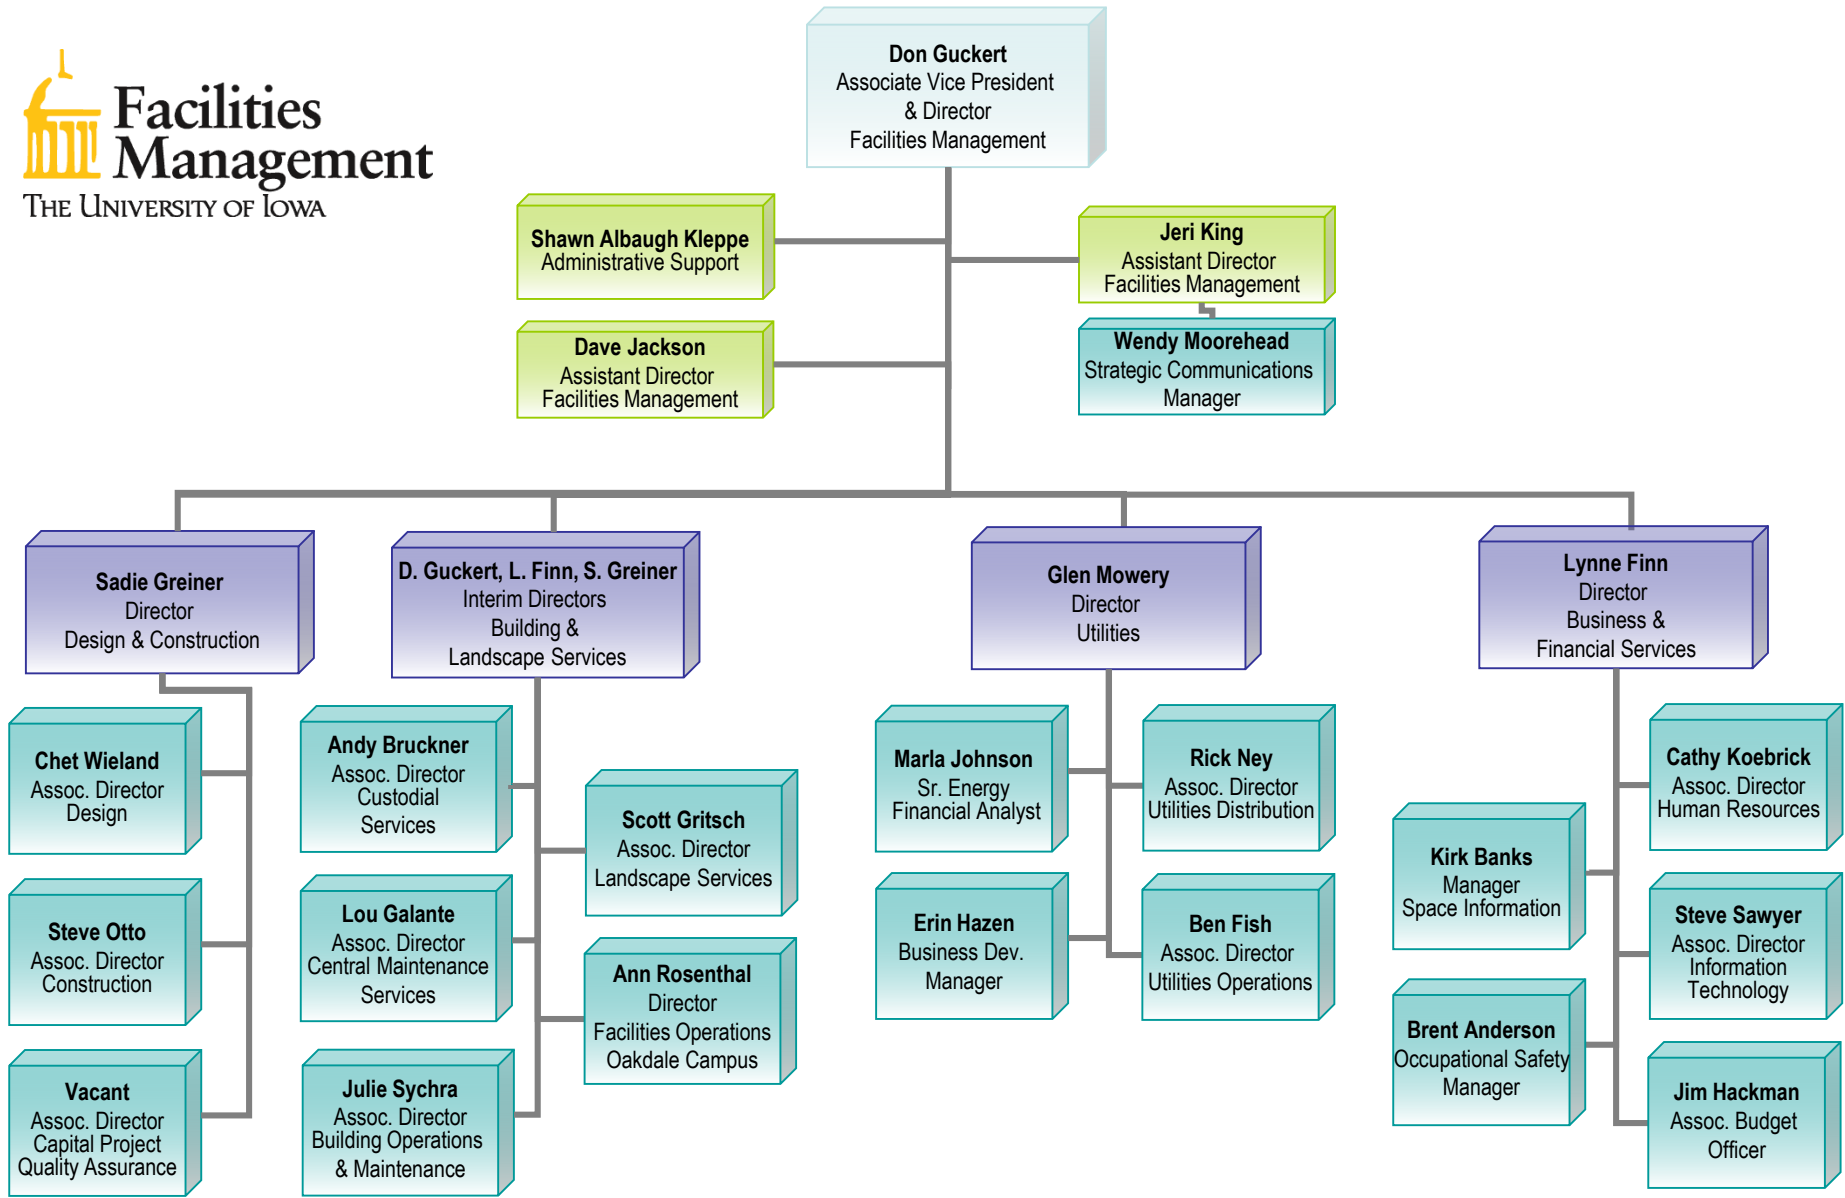 Facilities
Management
THE UNIVERSITY OF IOWA
Don Guckert
Associate Vice President
& Director
Facilities Management
Shawn Albaugh Kleppe
Administrative Support
Jeri King
Assistant Director
Facilities Management
Dave Jackson
Assistant Director
Facilities Management
Wendy Moorehead
Strategic Communications
Manager
Sadie Greiner
Director
Design & Construction
D. Guckert, L. Finn, S. Greiner
Interim Directors
Building &
Landscape Services
Glen Mowery
Director
Utilities
Lynne Finn
Director
Business &
Financial Services
Chet Wieland
Assoc. Director
Design
Steve Otto
Assoc. Director
Construction
Vacant
Assoc. Director
Capital Project
Quality Assurance
Andy Bruckner
Assoc. Director
Custodial
Services
Lou Galante
Assoc. Director
Central Maintenance
Services
Julie Sychra
Assoc. Director
Building Operations
& Maintenance
Scott Gritsch
Assoc. Director
Landscape Services
Ann Rosenthal
Director
Facilities Operations
Oakdale Campus
Marla Johnson
Sr. Energy
Financial Analyst
Erin Hazen
Business Dev.
Manager
Rick Ney
Assoc. Director
Utilities Distribution
Ben Fish
Assoc. Director
Utilities Operations
Kirk Banks
Manager
Space Information
Brent Anderson
Occupational Safety
Manager
Cathy Koebrick
Assoc. Director
Human Resources
Steve Sawyer
Assoc. Director
Information
Technology
Jim Hackman
Assoc. Budget
Officer